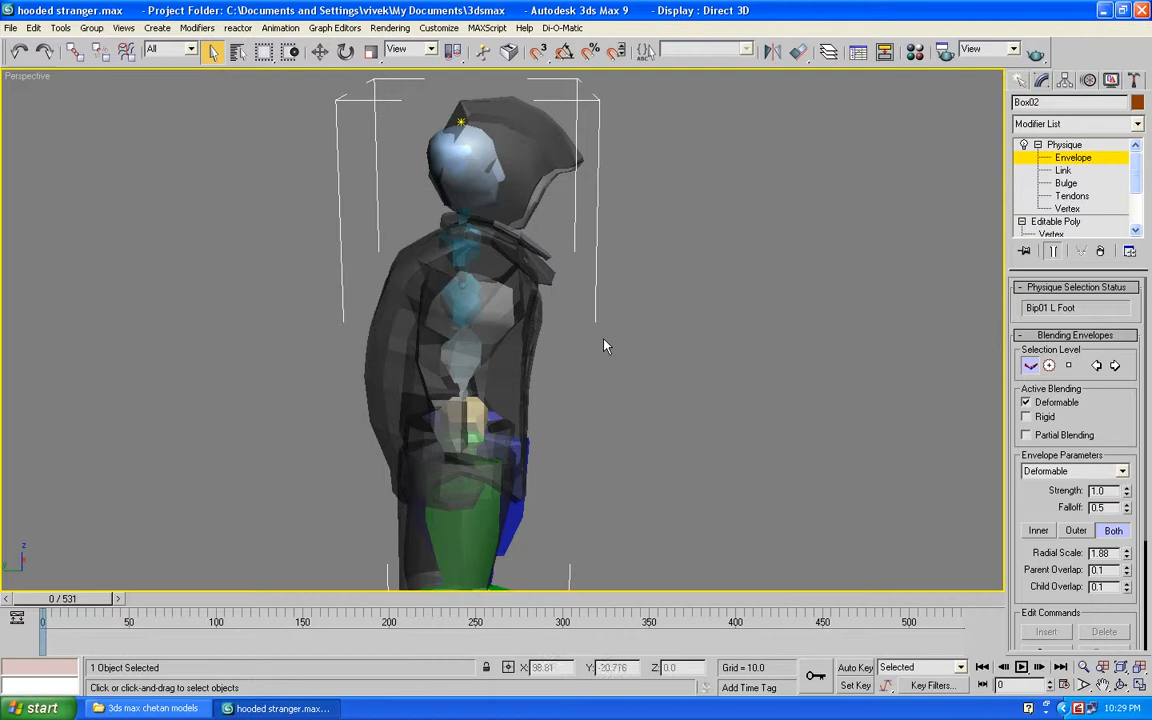 hooded stranger.max - Project Folder: C:\Documents and Settings\vivek\My Documents\3dsmax - Autodesk 3ds Max 9 - Display : Direct 3D
File Edit Tools Group Views Create Modifiers reactor Animation Graph Editors Rendering Customize MAXScript Help Di-O-Matic
All View View
Perspective
Box02
Modifier List
Physique
Envelope
Link
Bulge
Tendons
Vertex
Editable Poly
Vertex
Physique Selection Status
Bip01 L Foot
Blending Envelopes
Selection Level
Active Blending
Deformable
Rigid
Partial Blending
Envelope Parameters
Deformable
Strength: 1.0
Falloff: 0.5
Inner Outer Both
Radial Scale: 1.88
Parent Overlap: 0.1
Child Overlap: 0.1
Edit Commands
Insert Delete
z
y
0 / 531
0 50 100 150 200 250 300 350 400 450 500
1 Object Selected X: 98.81 Y: -20.776 Z: 0.0 Grid = 10.0 Auto Key Selected
Click or click-and-drag to select objects Add Time Tag Set Key Key Filters... 0
start 3ds max chetan models hooded stranger.max... 10:29 PM